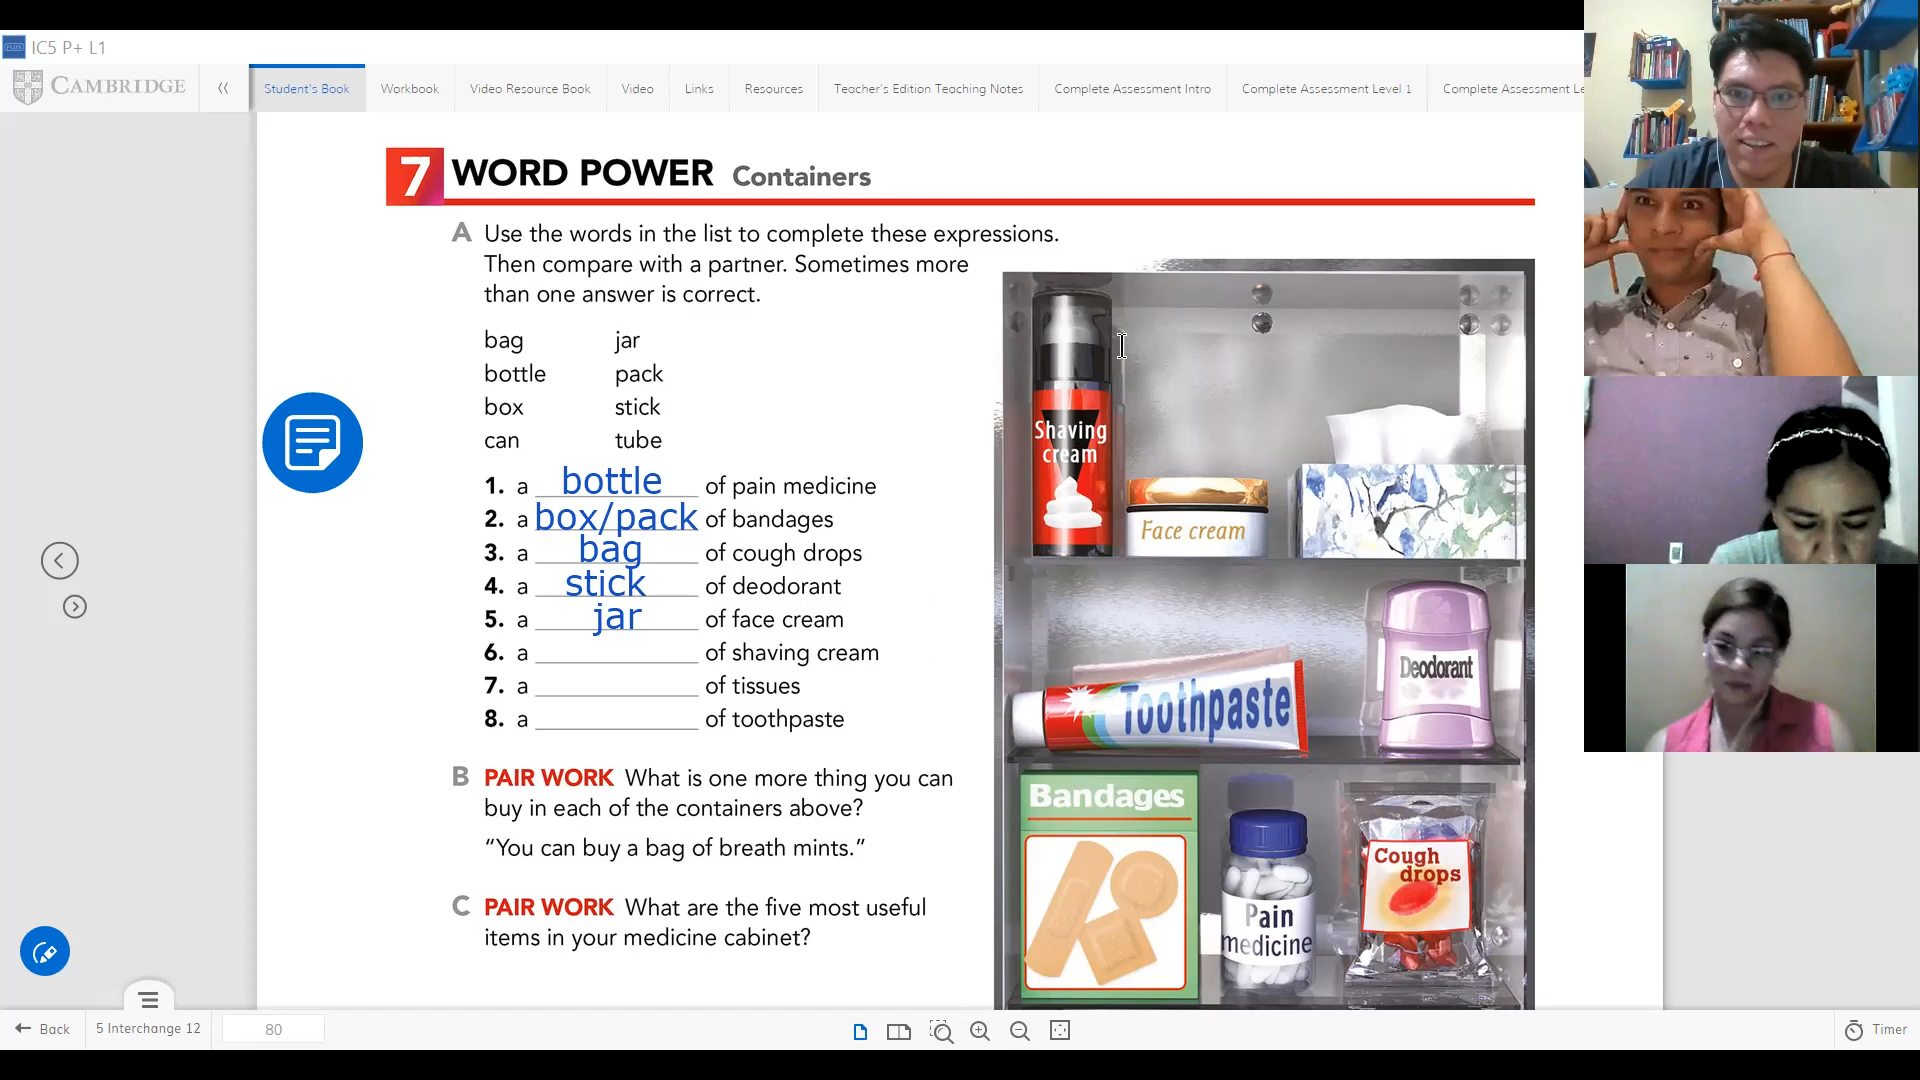 IC5 P+ L1
CAMBRIDGE
Student's Book
Workbook
Video Resource Book
Video
Links
Resources
Teacher's Edition Teaching Notes
Complete Assessment Intro
Complete Assessment Level 1
Complete Assessment Le
7 WORD POWER Containers
A Use the words in the list to complete these expressions.
Then compare with a partner. Sometimes more
than one answer is correct.
bag jar
bottle pack
box stick
can tube
1. a bottle of pain medicine
2. a box/pack of bandages
3. a bag of cough drops
4. a stick of deodorant
5. a jar of face cream
6. a ____ of shaving cream
7. a ____ of tissues
8. a ____ of toothpaste
B PAIR WORK What is one more thing you can
buy in each of the containers above?
“You can buy a bag of breath mints.”
C PAIR WORK What are the five most useful
items in your medicine cabinet?
Shaving
cream
Face cream
Toothpaste
Deodorant
Bandages
Pain
medicine
Cough
drops
Back
5 Interchange 12
80
Timer